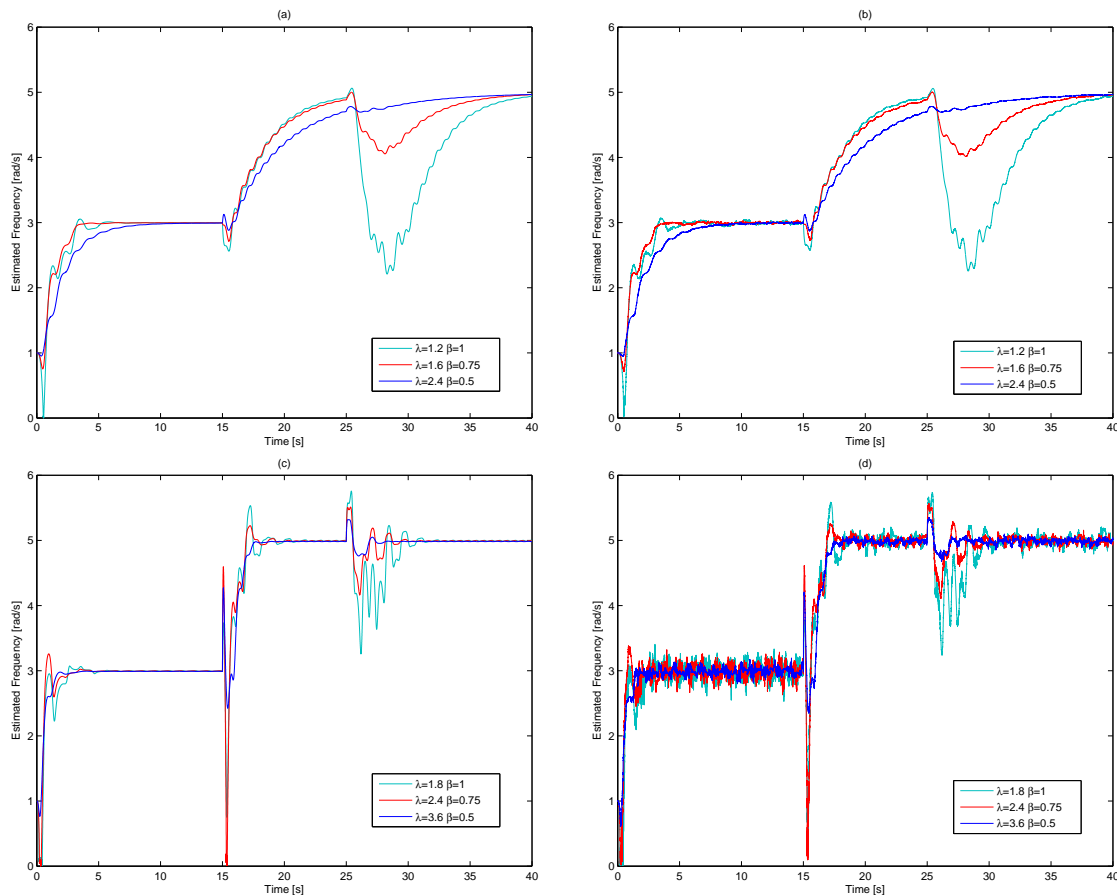 (a)
6
5
4
3
2
1
0
Estimated Frequency [rad/s]
0 5 10 15 20 25 30 35 40
Time [s]
λ=1.2 β=1
λ=1.6 β=0.75
λ=2.4 β=0.5
(b)
6
5
4
3
2
1
0
Estimated Frequency [rad/s]
0 5 10 15 20 25 30 35 40
Time [s]
λ=1.2 β=1
λ=1.6 β=0.75
λ=2.4 β=0.5
(c)
6
5
4
3
2
1
0
Estimated Frequency [rad/s]
0 5 10 15 20 25 30 35 40
Time [s]
λ=1.8 β=1
λ=2.4 β=0.75
λ=3.6 β=0.5
(d)
6
5
4
3
2
1
0
Estimated Frequency [rad/s]
0 5 10 15 20 25 30 35 40
Time [s]
λ=1.8 β=1
λ=2.4 β=0.75
λ=3.6 β=0.5